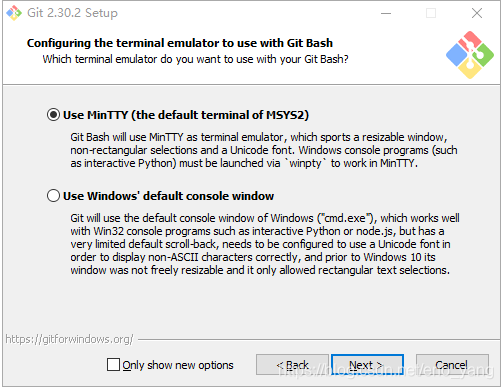 Git 2.30.2 Setup
Configuring the terminal emulator to use with Git Bash
Which terminal emulator do you want to use with your Git Bash?
Use MinTTY (the default terminal of MSYS2)
Git Bash will use MinTTY as terminal emulator, which sports a resizable window,
non-rectangular selections and a Unicode font. Windows console programs (such
as interactive Python) must be launched via `winpty` to work in MinTTY.
Use Windows' default console window
Git will use the default console window of Windows ("cmd.exe"), which works well
with Win32 console programs such as interactive Python or node.js, but has a
very limited default scroll-back, needs to be configured to use a Unicode font in
order to display non-ASCII characters correctly, and prior to Windows 10 its
window was not freely resizable and it only allowed rectangular text selections.
https://gitforwindows.org/
Only show new options
< Back
Next >
Cancel